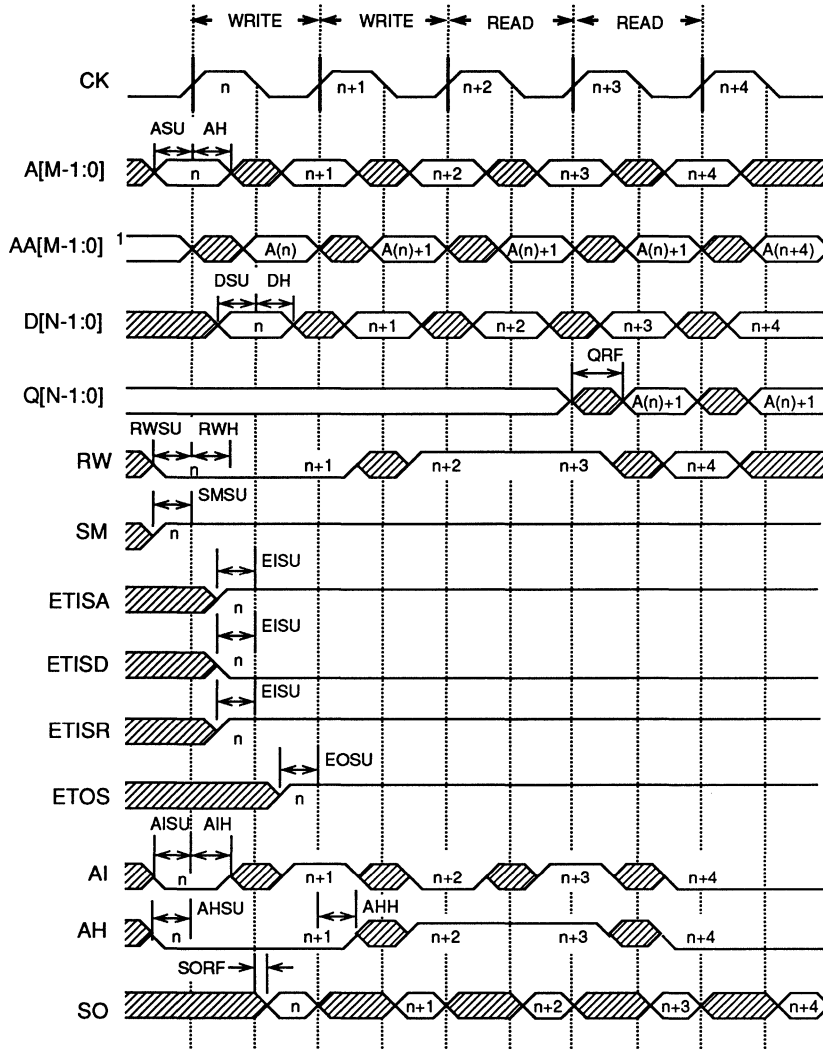 WRITE WRITE READ READ
CK n n+1 n+2 n+3 n+4
ASU AH
A[M-1:0] n n+1 n+2 n+3 n+4
AA[M-1:0] 1 A(n) A(n)+1 A(n)+1 A(n)+1 A(n+4)
DSU DH
D[N-1:0] n n+1 n+2 n+3 n+4
QRF
Q[N-1:0] A(n)+1 A(n)+1
RWSU RWH
RW n n+1 n+2 n+3 n+4
SMSU
SM n
EISU
ETISA n
EISU
ETISD n
EISU
ETISR n
EOSU
ETOS n
AISU AIH
AI n n+1 n+2 n+3 n+4
AHSU AHH
AH n n+1 n+2 n+3 n+4
SORF
SO n n+1 n+2 n+3 n+4